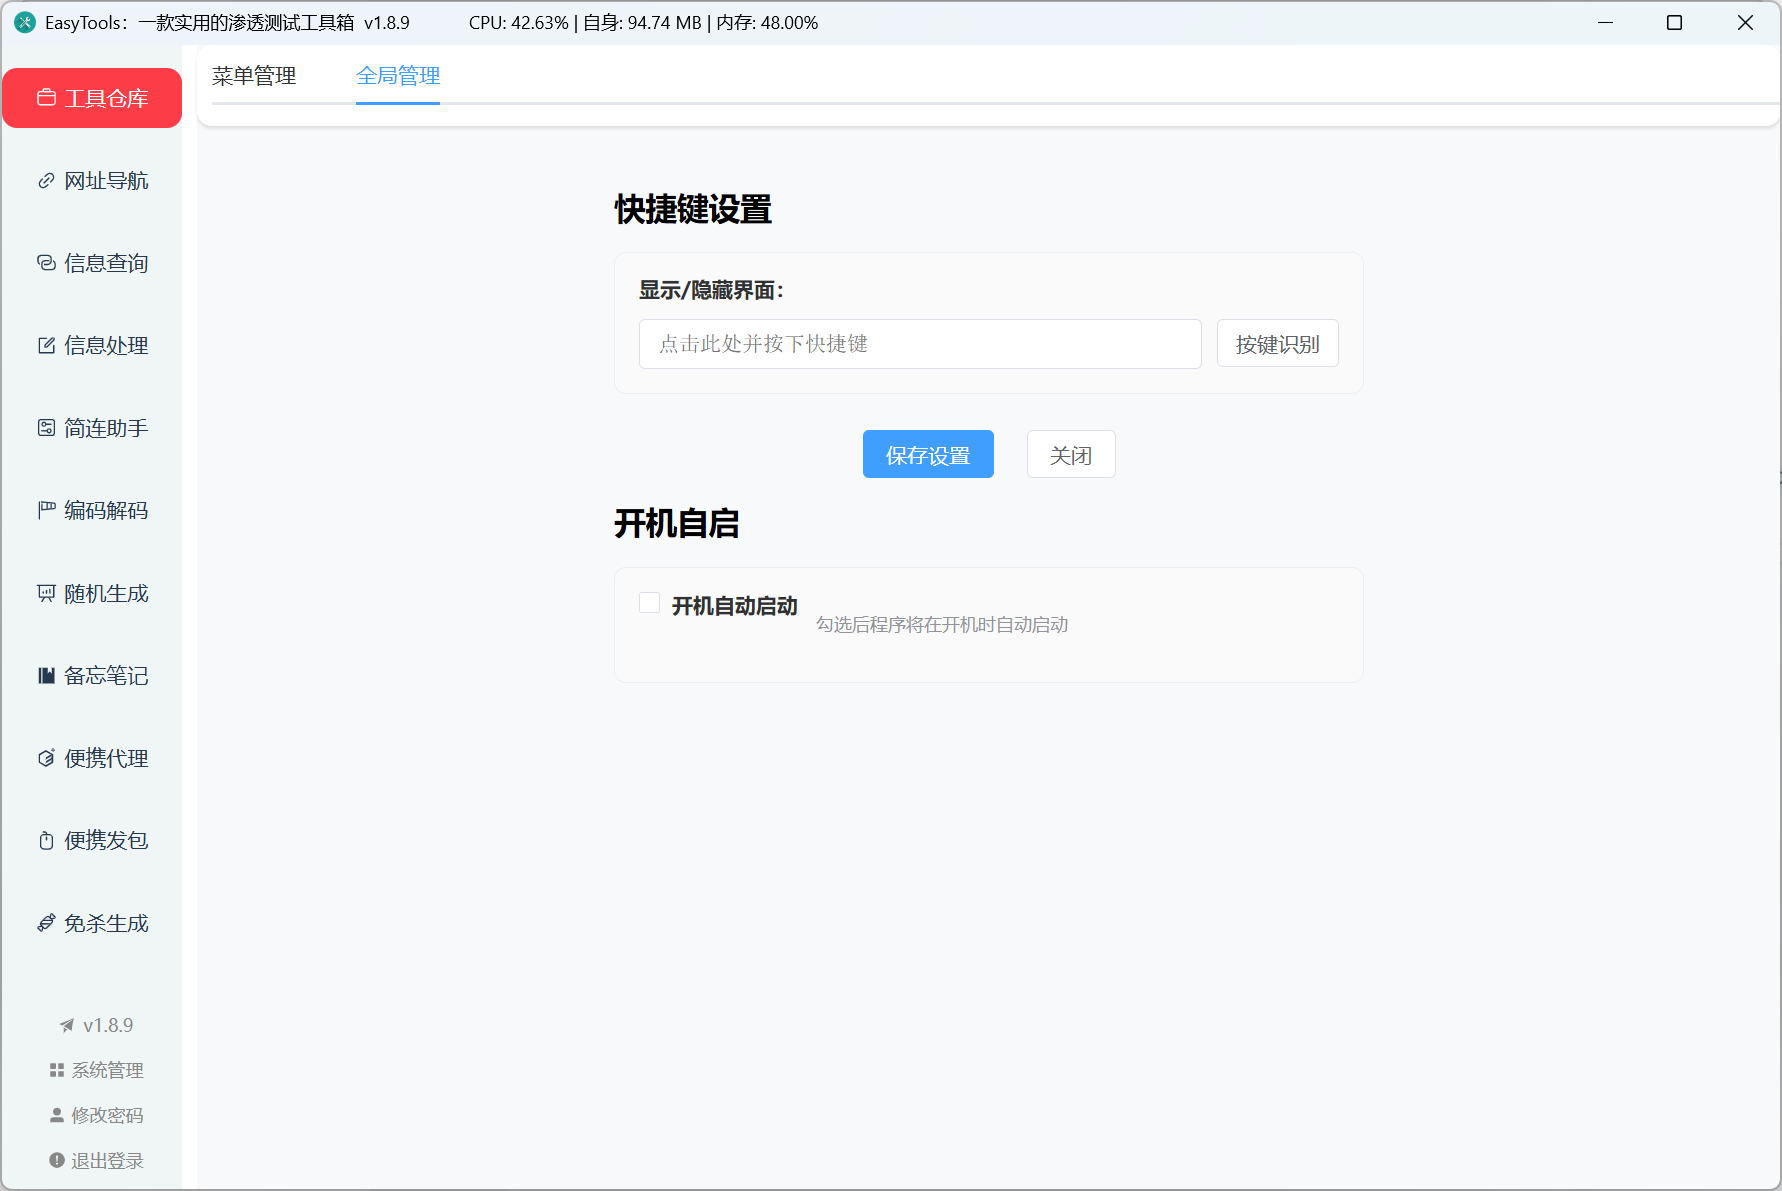 EasyTools：一款实用的渗透测试工具箱 v1.8.9 CPU: 42.63% | 自身: 94.74 MB | 内存: 48.00%
菜单管理 全局管理
工具仓库
网址导航
信息查询
信息处理
简连助手
编码解码
随机生成
备忘笔记
便携代理
便携发包
免杀生成
v1.8.9
系统管理
修改密码
退出登录
快捷键设置
显示/隐藏界面：
点击此处并按下快捷键 按键识别
保存设置 关闭
开机自启
开机自动启动
勾选后程序将在开机时自动启动